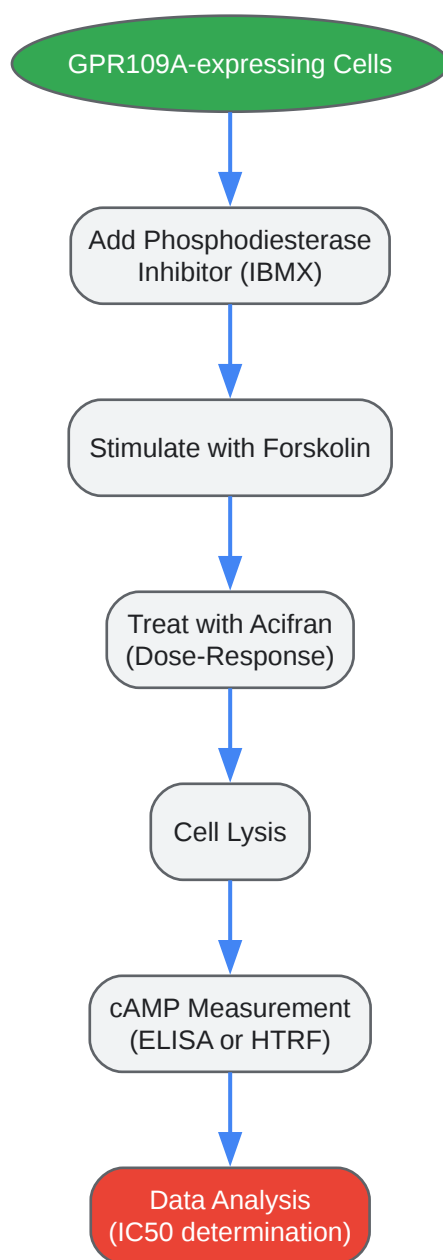 GPR109A-expressing Cells
Add Phosphodiesterase
Inhibitor (IBMX)
Stimulate with Forskolin
Treat with Acifran
(Dose-Response)
Cell Lysis
cAMP Measurement
(ELISA or HTRF)
Data Analysis
(IC50 determination)